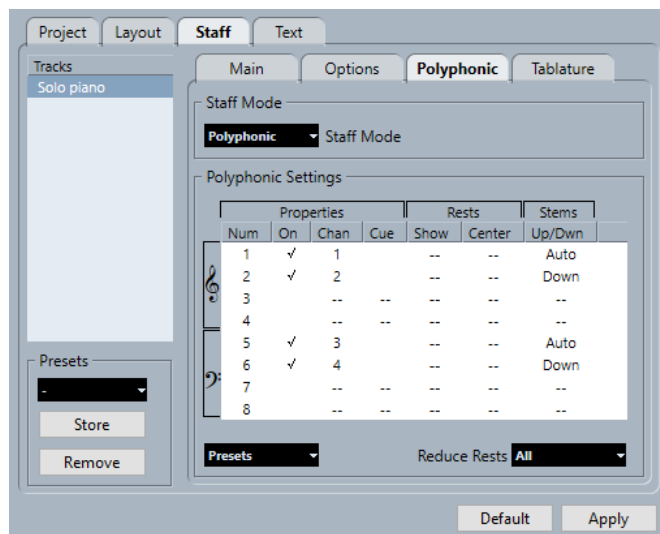 Project Layout Staff Text
Tracks
Solo piano
Main Options Polyphonic Tablature
Staff Mode
Polyphonic Staff Mode
Polyphonic Settings
Properties Rests Stems
Num On Chan Cue Show Center Up/Dwn
1 √ 1 -- -- Auto
2 √ 2 -- -- Down
3 -- -- -- -- --
4 -- -- -- -- --
5 √ 3 -- -- Auto
6 √ 4 -- -- Down
7 -- -- -- -- --
8 -- -- -- -- --
Presets
-
Store
Remove
Presets Reduce Rests All
Default Apply